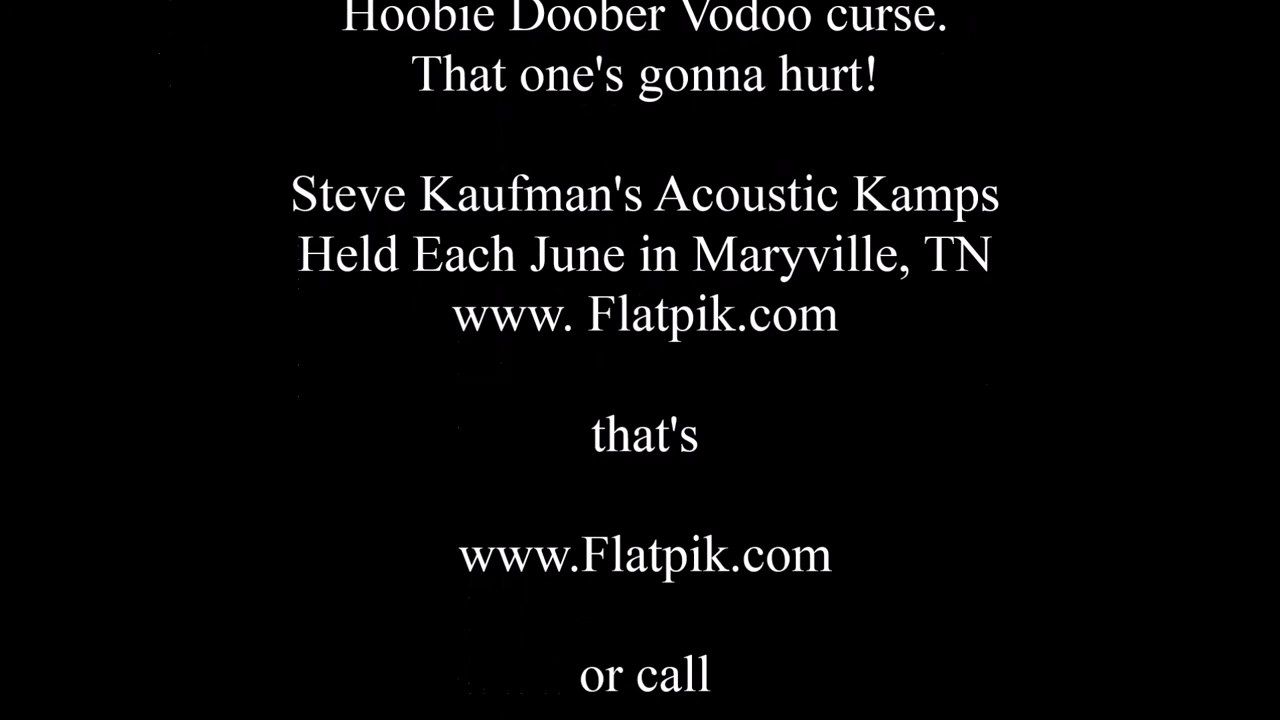 Hoobie Doober Vodoo curse.
That one's gonna hurt!
Steve Kaufman's Acoustic Kamps
Held Each June in Maryville, TN
www. Flatpik.com
that's
www.Flatpik.com
or call